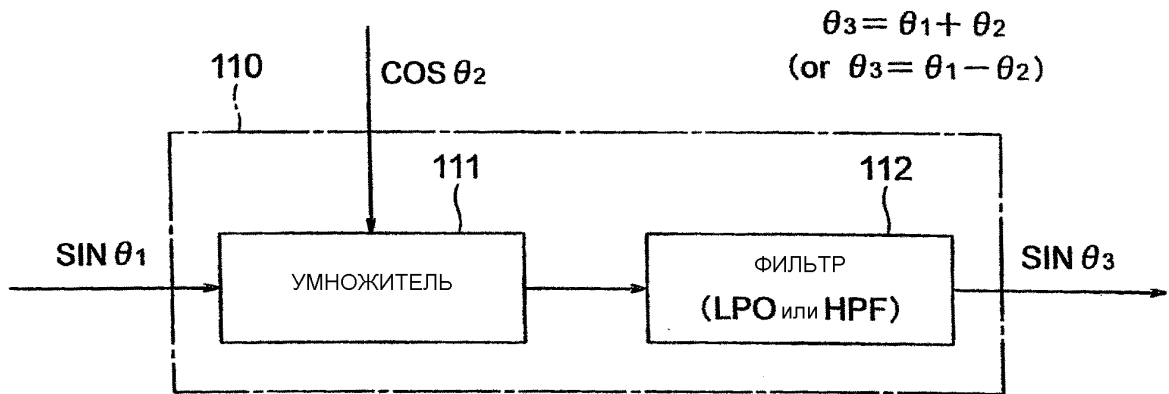 θ3 = θ1 + θ2
(or θ3 = θ1 − θ2)
110
COS θ2
111
112
SIN θ1
УМНОЖИТЕЛЬ
ФИЛЬТР
(LPO или HPF)
SIN θ3